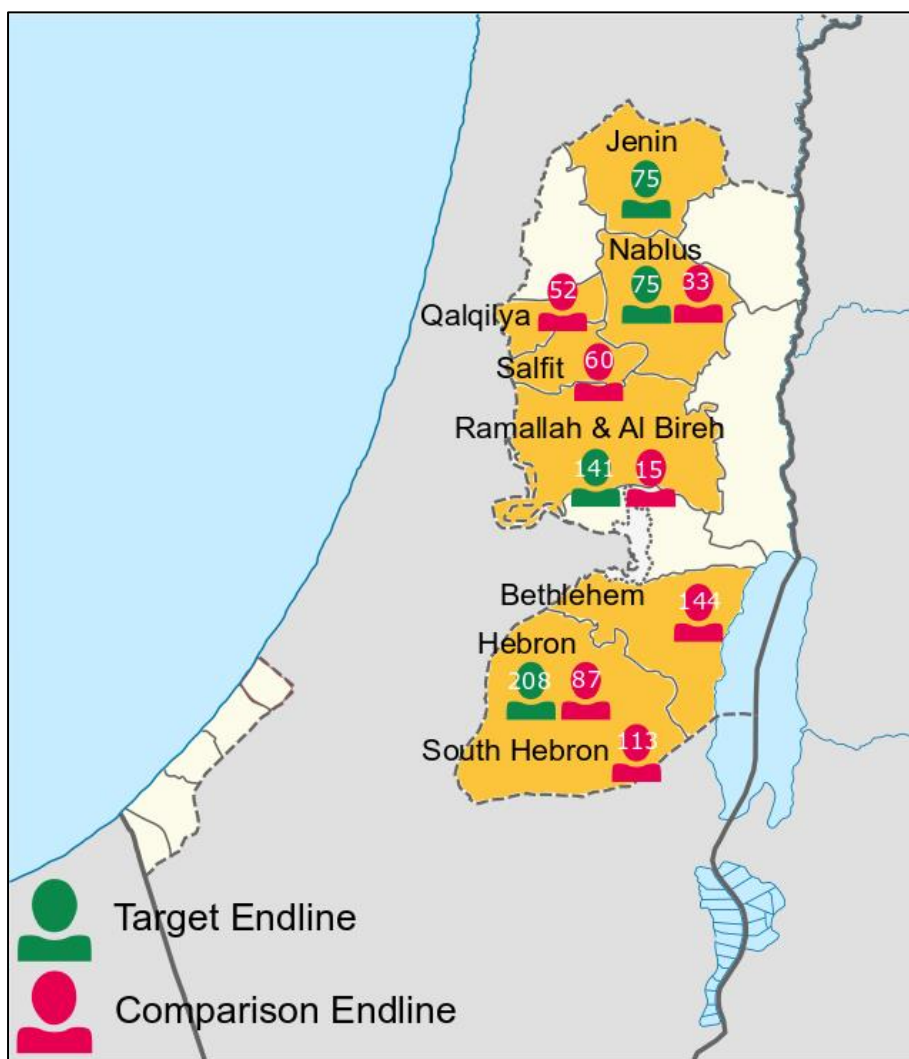 Jenin
75
Nablus
75 33
52
Qalqilya
60
Salfit
Ramallah & Al Bireh
141 15
Bethlehem
144
Hebron
208 87
South Hebron
113
Target Endline
Comparison Endline